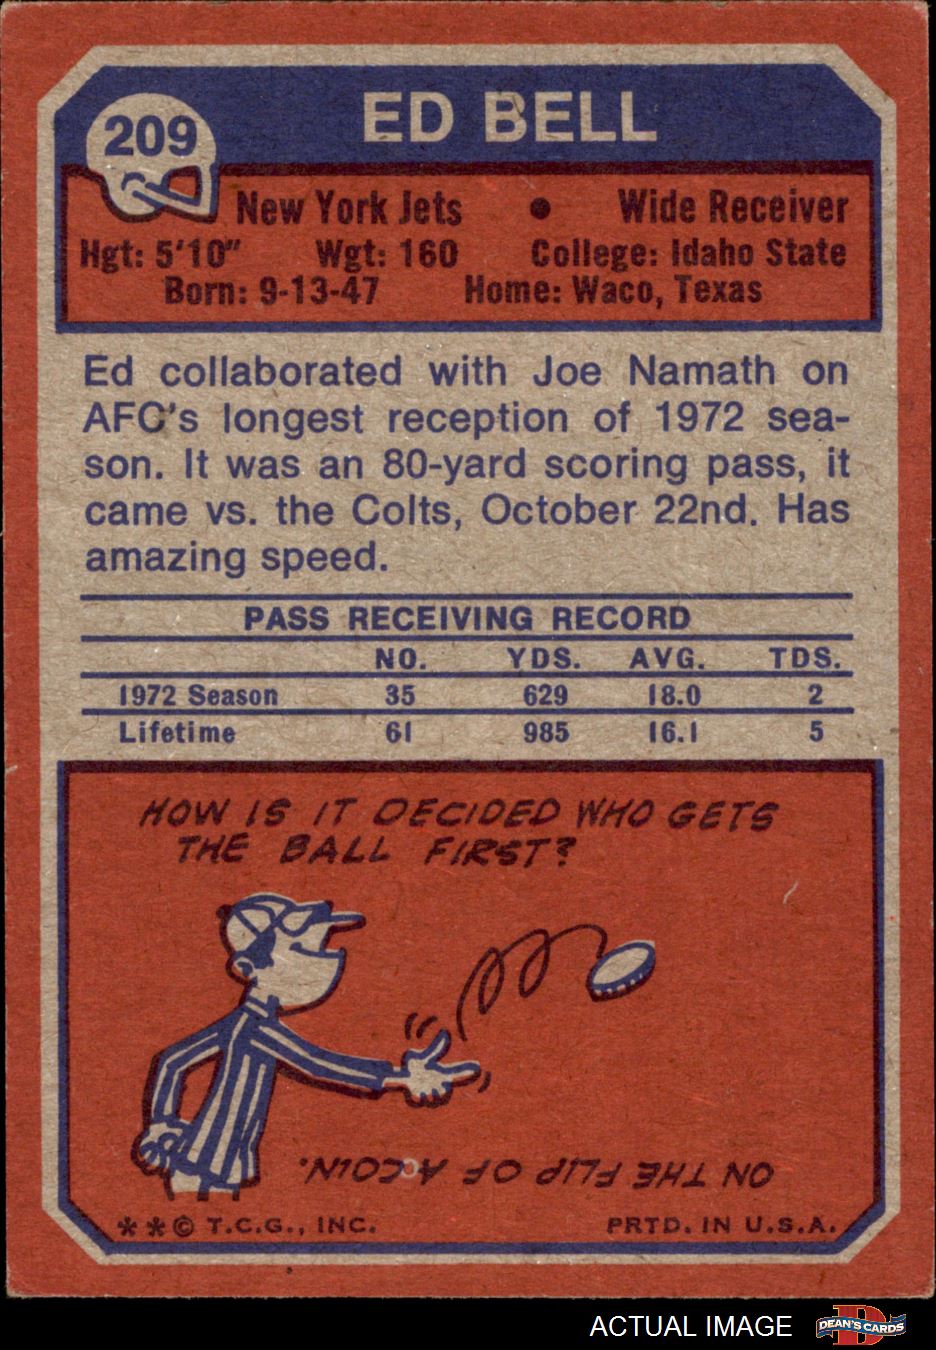 209
ED BELL
New York Jets • Wide Receiver
Hgt: 5'10" Wgt: 160 College: Idaho State
Born: 9-13-47 Home: Waco, Texas
Ed collaborated with Joe Namath on
AFC's longest reception of 1972 sea-
son. It was an 80-yard scoring pass, it
came vs. the Colts, October 22nd. Has
amazing speed.
PASS RECEIVING RECORD
NO. YDS. AVG. TDS.
1972 Season 35 629 18.0 2
Lifetime 61 985 16.1 5
HOW IS IT DECIDED WHO GETS
THE BALL FIRST?
ON THE FLIP OF A COIN.
**© T.C.G., INC. PRTD. IN U.S.A.
ACTUAL IMAGE
DEAN'S CARDS